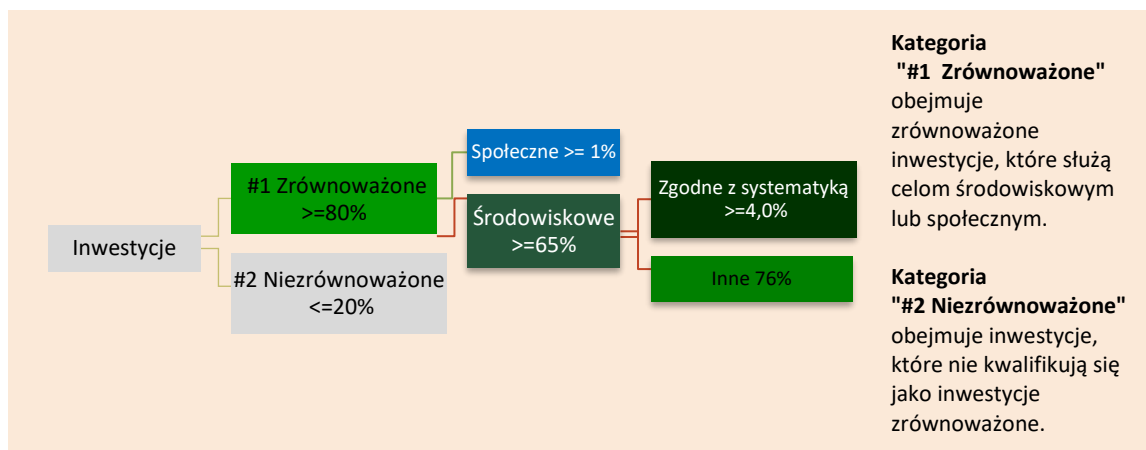 Inwestycje
#1 Zrównoważone
>=80%
#2 Niezrównoważone
<=20%
Społeczne >= 1%
Środowiskowe
>=65%
Zgodne z systematyką
>=4,0%
Inne 76%
Kategoria
"#1 Zrównoważone"
obejmuje
zrównoważone
inwestycje, które służą
celom środowiskowym
lub społecznym.
Kategoria
"#2 Niezrównoważone"
obejmuje inwestycje,
które nie kwalifikują się
jako inwestycje
zrównoważone.